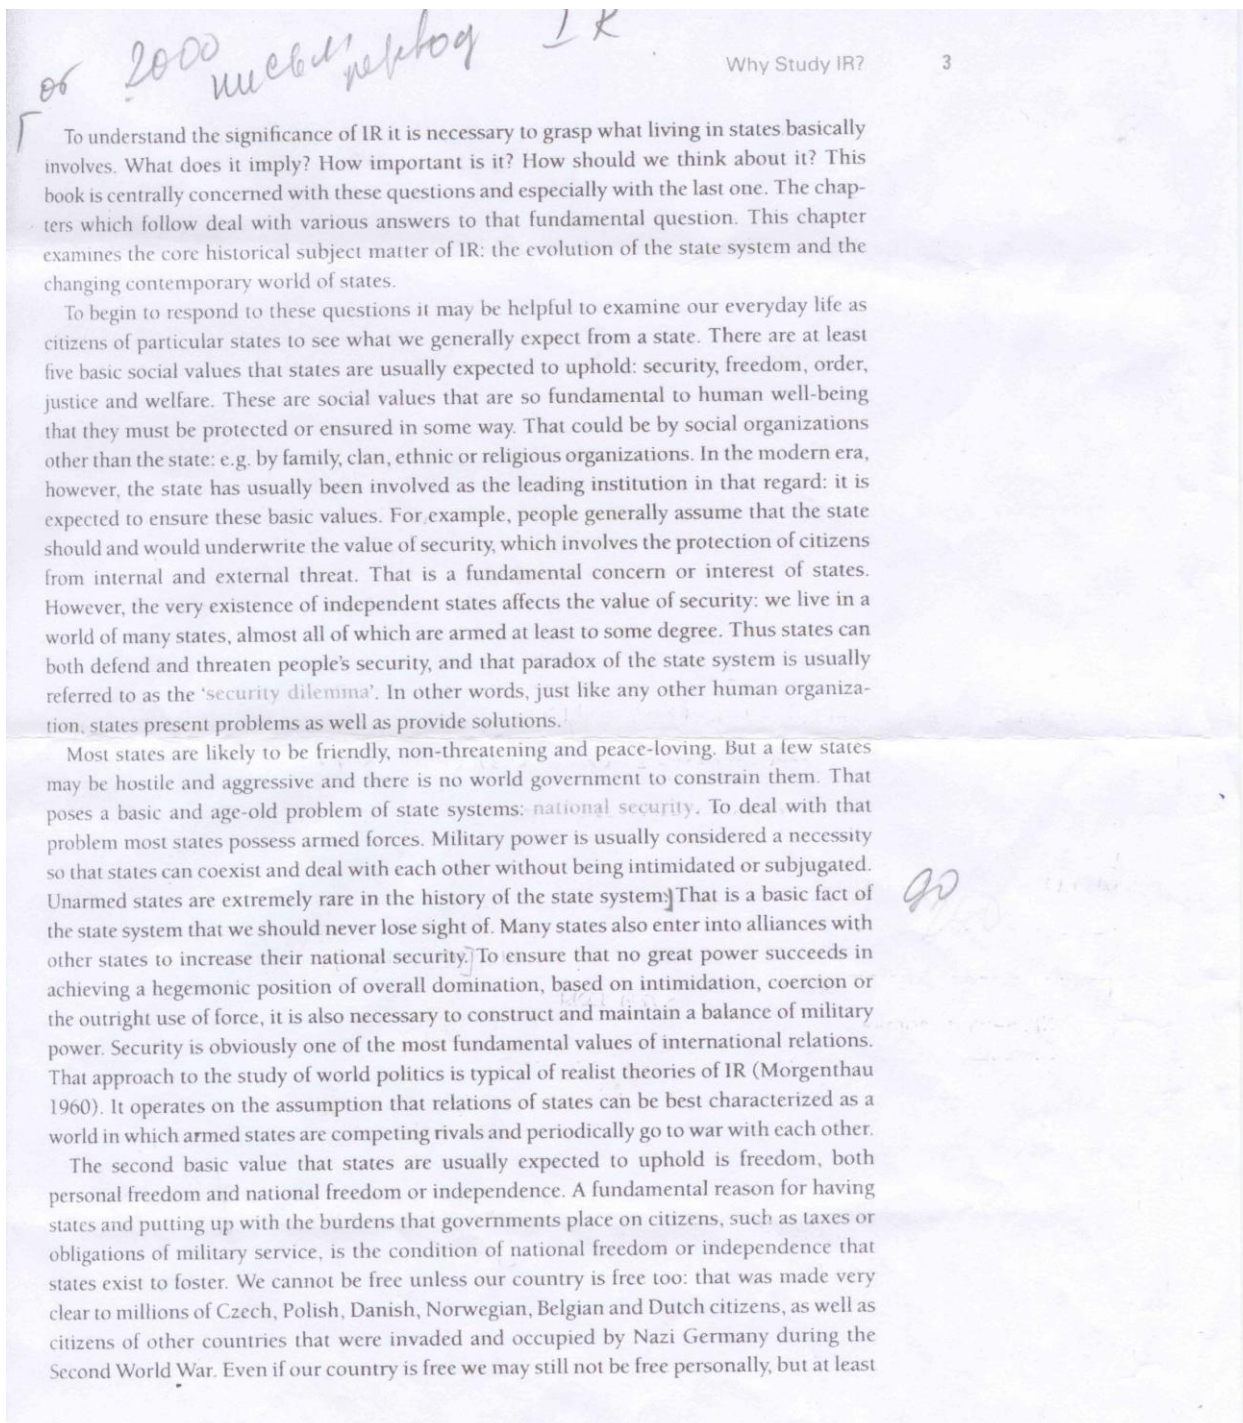 об 2000
письм. перевод IR
Why Study IR? 3
To understand the significance of IR it is necessary to grasp what living in states basically
involves. What does it imply? How important is it? How should we think about it? This
book is centrally concerned with these questions and especially with the last one. The chap-
ters which follow deal with various answers to that fundamental question. This chapter
examines the core historical subject matter of IR: the evolution of the state system and the
changing contemporary world of states.
To begin to respond to these questions it may be helpful to examine our everyday life as
citizens of particular states to see what we generally expect from a state. There are at least
five basic social values that states are usually expected to uphold: security, freedom, order,
justice and welfare. These are social values that are so fundamental to human well-being
that they must be protected or ensured in some way. That could be by social organizations
other than the state: e.g. by family, clan, ethnic or religious organizations. In the modern era,
however, the state has usually been involved as the leading institution in that regard: it is
expected to ensure these basic values. For example, people generally assume that the state
should and would underwrite the value of security, which involves the protection of citizens
from internal and external threat. That is a fundamental concern or interest of states.
However, the very existence of independent states affects the value of security: we live in a
world of many states, almost all of which are armed at least to some degree. Thus states can
both defend and threaten people's security, and that paradox of the state system is usually
referred to as the 'security dilemma'. In other words, just like any other human organiza-
tion, states present problems as well as provide solutions.
Most states are likely to be friendly, non-threatening and peace-loving. But a few states
may be hostile and aggressive and there is no world government to constrain them. That
poses a basic and age-old problem of state systems: national security. To deal with that
problem most states possess armed forces. Military power is usually considered a necessity
so that states can coexist and deal with each other without being intimidated or subjugated.
Unarmed states are extremely rare in the history of the state system. That is a basic fact of
the state system that we should never lose sight of. Many states also enter into alliances with
other states to increase their national security. To ensure that no great power succeeds in
achieving a hegemonic position of overall domination, based on intimidation, coercion or
the outright use of force, it is also necessary to construct and maintain a balance of military
power. Security is obviously one of the most fundamental values of international relations.
That approach to the study of world politics is typical of realist theories of IR (Morgenthau
1960). It operates on the assumption that relations of states can be best characterized as a
world in which armed states are competing rivals and periodically go to war with each other.
The second basic value that states are usually expected to uphold is freedom, both
personal freedom and national freedom or independence. A fundamental reason for having
states and putting up with the burdens that governments place on citizens, such as taxes or
obligations of military service, is the condition of national freedom or independence that
states exist to foster. We cannot be free unless our country is free too: that was made very
clear to millions of Czech, Polish, Danish, Norwegian, Belgian and Dutch citizens, as well as
citizens of other countries that were invaded and occupied by Nazi Germany during the
Second World War. Even if our country is free we may still not be free personally, but at least
до